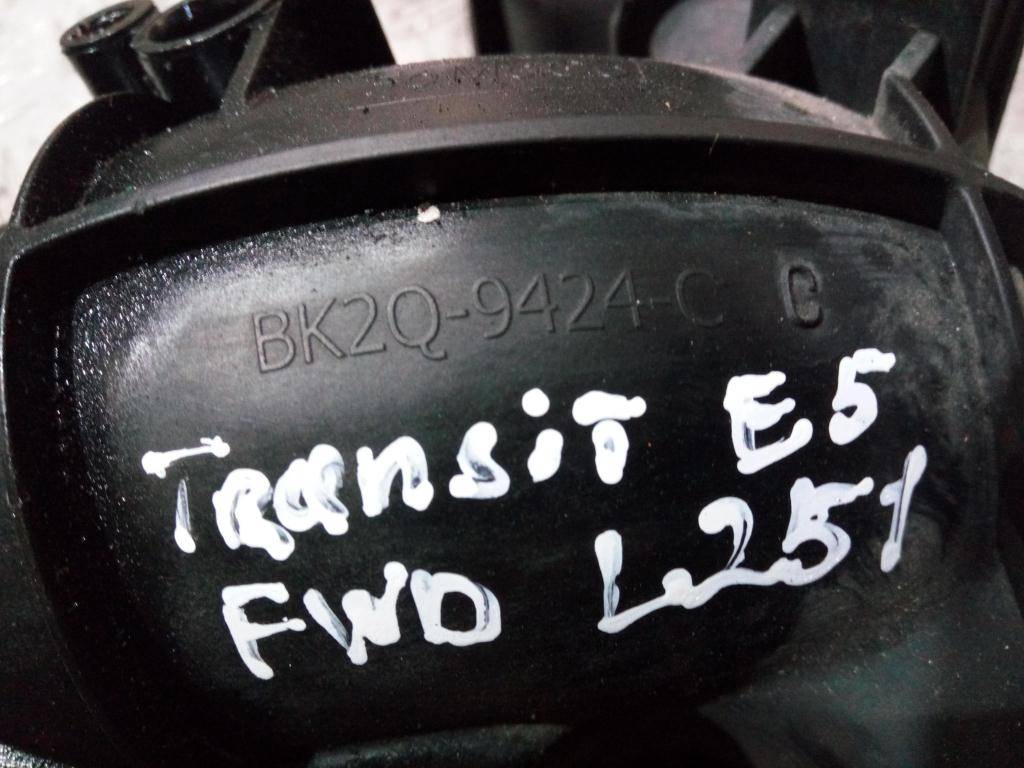 BK2Q-9424-C C
Transit E5
FWD L251